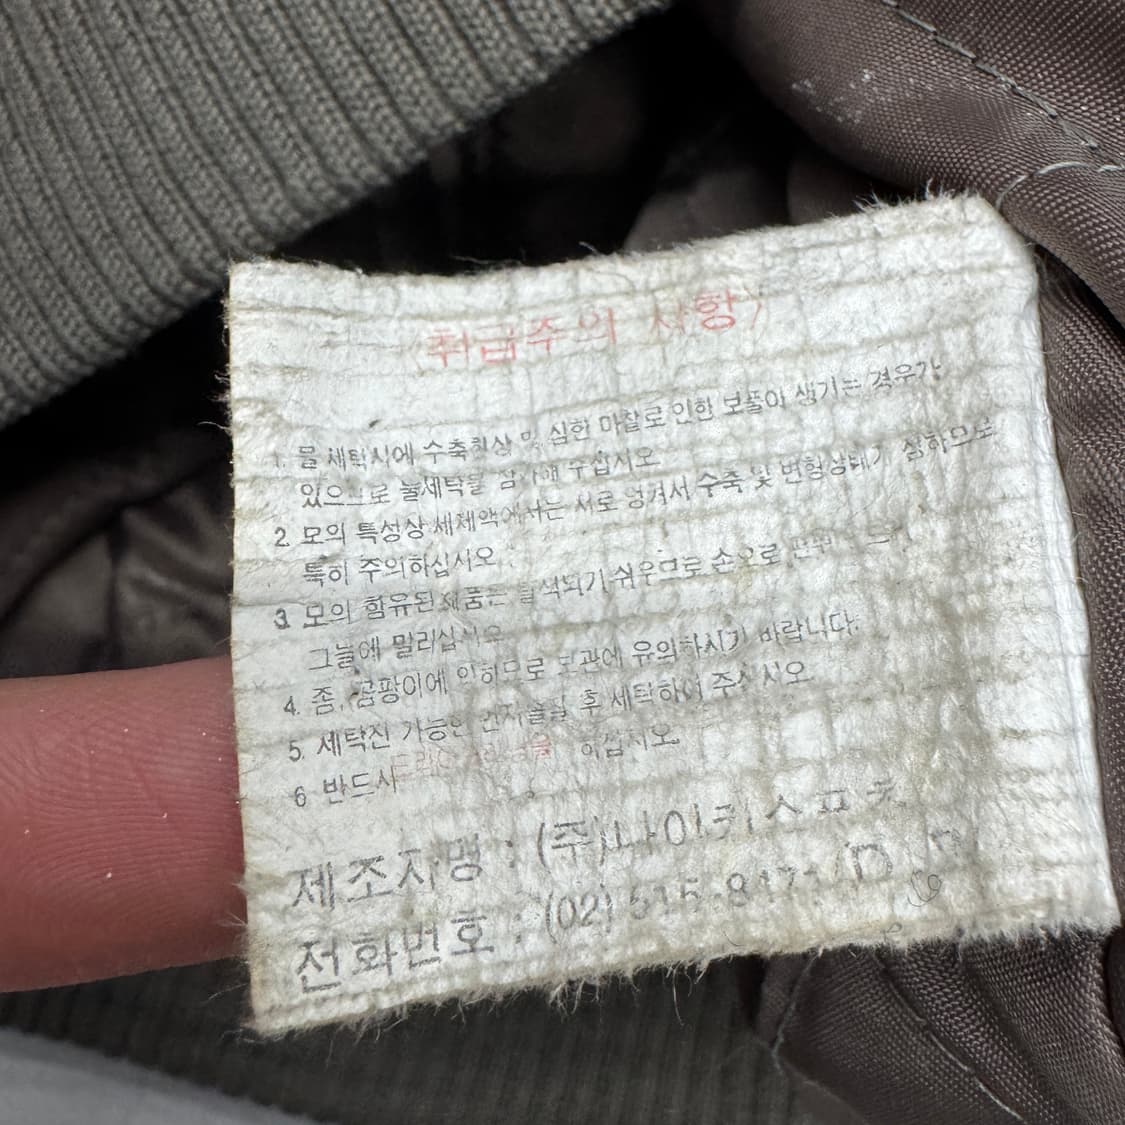 (취급주의 사항)
1. 물 세탁시에 수축현상 및 심한 마찰로 인한 보풀이 생기는 경우가
있으므로 물세탁을 삼가해 주십시오
2. 모의 특성상 세제액에서는 서로 엉겨서 수축 및 변형상태가 심하므로
특히 주의하십시오
3. 모의 함유된 제품은 탈색되기 쉬우므로 손으로
그늘에 말리십시오
4. 좀, 곰팡이에 약하므로 보관에 유의하시기 바랍니다.
5. 세탁전 가능한 후 세탁하여 주십시오
6 반드시 드라이크리닝을 하십시오
제조자명 : (주)나이키스포츠
전화번호 : (02)